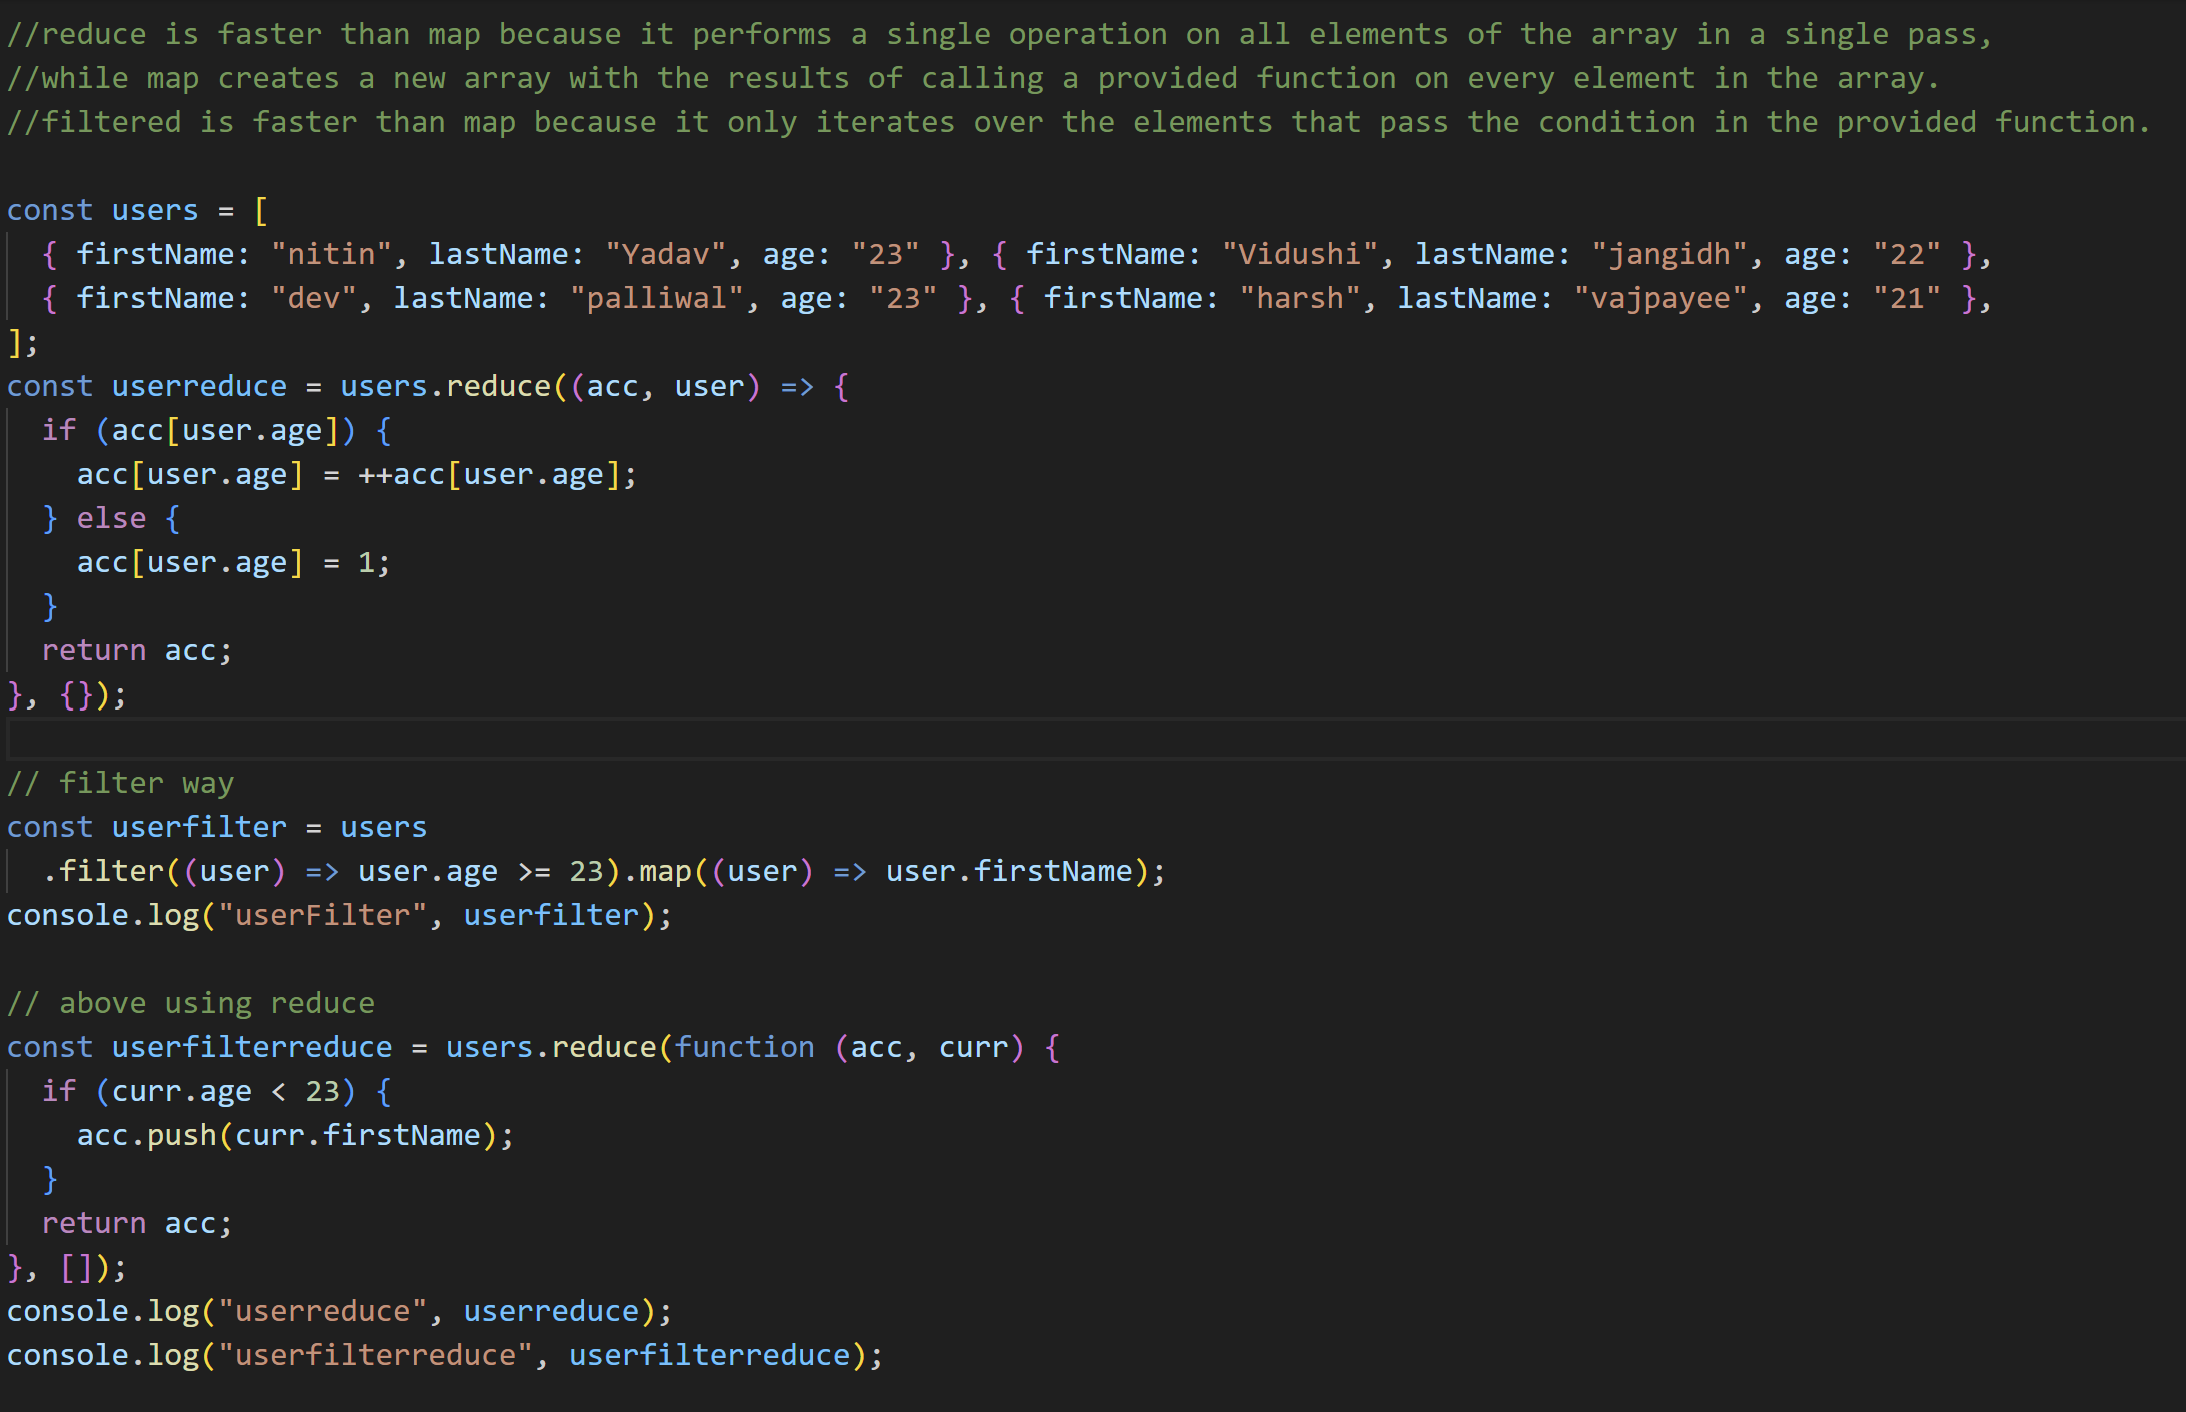 //reduce is faster than map because it performs a single operation on all elements of the array in a single pass,
//while map creates a new array with the results of calling a provided function on every element in the array.
//filtered is faster than map because it only iterates over the elements that pass the condition in the provided function.

const users = [
  { firstName: "nitin", lastName: "Yadav", age: "23" }, { firstName: "Vidushi", lastName: "jangidh", age: "22" },
  { firstName: "dev", lastName: "palliwal", age: "23" }, { firstName: "harsh", lastName: "vajpayee", age: "21" },
];
const userreduce = users.reduce((acc, user) => {
  if (acc[user.age]) {
    acc[user.age] = ++acc[user.age];
  } else {
    acc[user.age] = 1;
  }
  return acc;
}, {});

// filter way
const userfilter = users
  .filter((user) => user.age >= 23).map((user) => user.firstName);
console.log("userFilter", userfilter);

// above using reduce
const userfilterreduce = users.reduce(function (acc, curr) {
  if (curr.age < 23) {
    acc.push(curr.firstName);
  }
  return acc;
}, []);
console.log("userreduce", userreduce);
console.log("userfilterreduce", userfilterreduce);